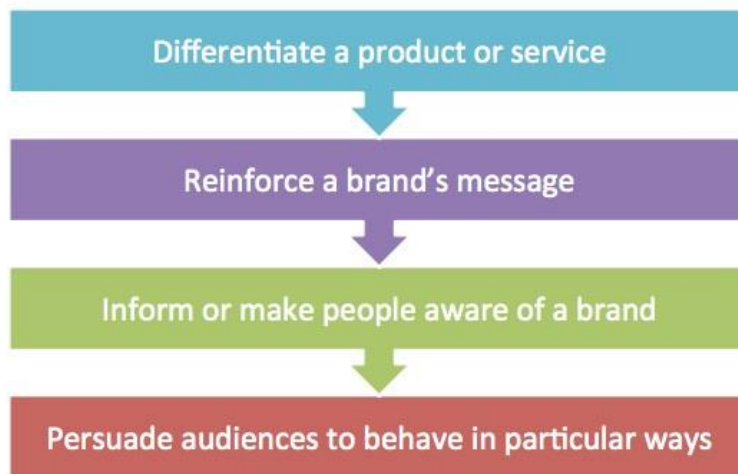 Differentiate a product or service
Reinforce a brand’s message
Inform or make people aware of a brand
Persuade audiences to behave in particular ways